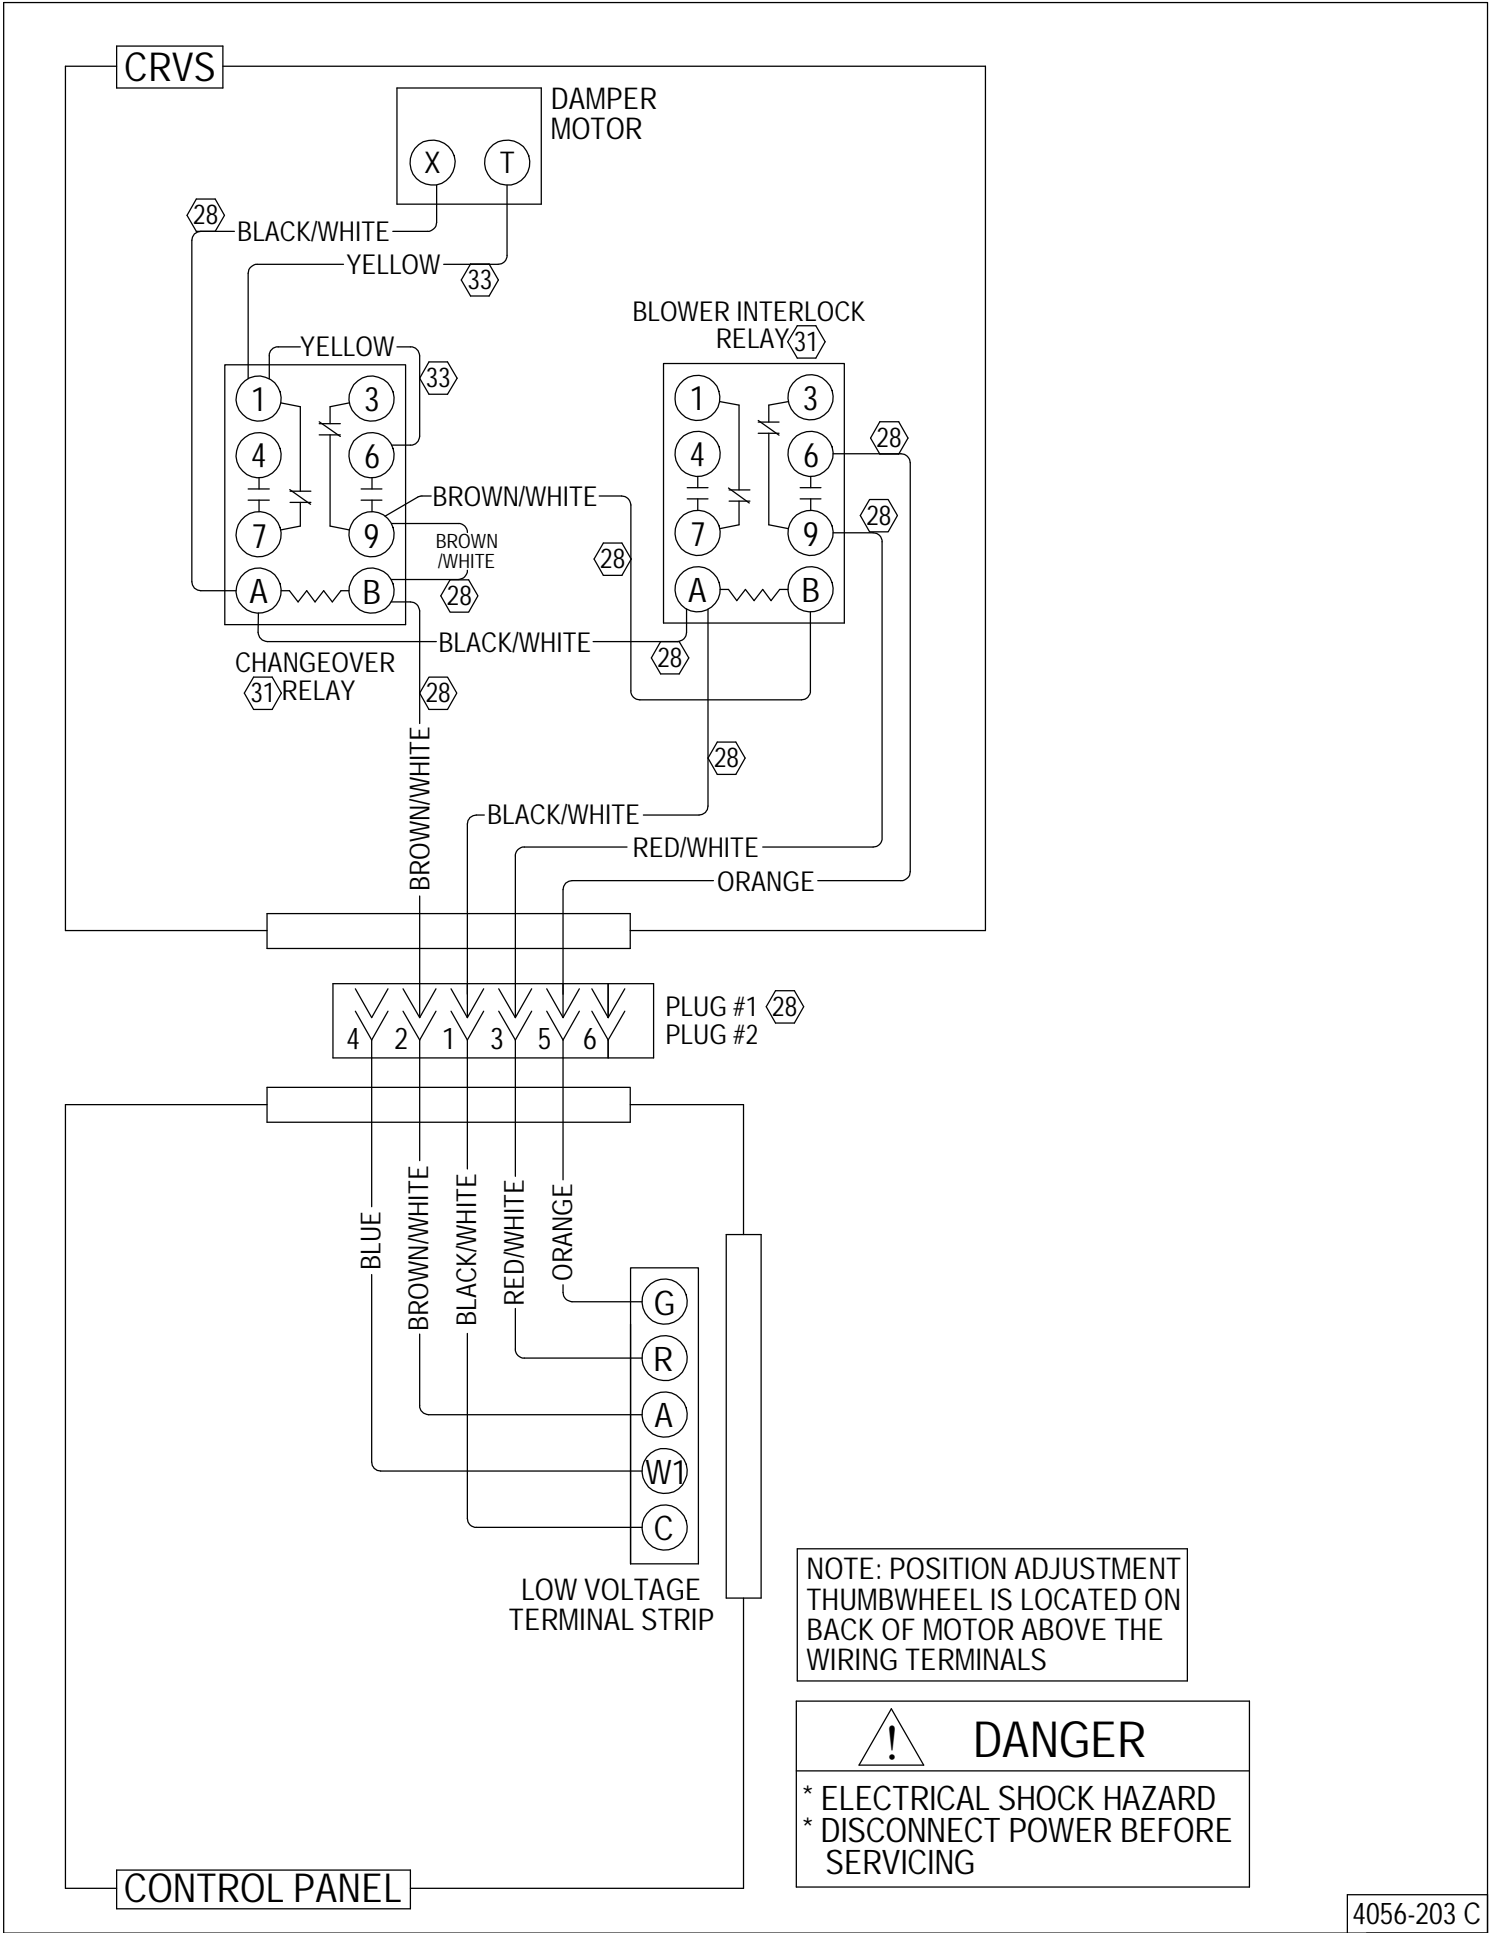 CRVS
DAMPER
MOTOR
X
T
28
BLACK/WHITE
YELLOW
33
BLOWER INTERLOCK
RELAY
31
YELLOW
33
1
3
4
6
7
9
A
B
BROWN/WHITE
28
BROWN
/WHITE
28
1
3
4
6
7
9
A
B
28
28
BLACK/WHITE
28
CHANGEOVER
31
RELAY
28
BROWN/WHITE
28
BLACK/WHITE
RED/WHITE
ORANGE
PLUG #1
28
PLUG #2
4
2
1
3
5
6
BLUE
BROWN/WHITE
BLACK/WHITE
RED/WHITE
ORANGE
G
R
A
W1
C
LOW VOLTAGE
TERMINAL STRIP
NOTE: POSITION ADJUSTMENT
THUMBWHEEL IS LOCATED ON
BACK OF MOTOR ABOVE THE
WIRING TERMINALS
! DANGER
* ELECTRICAL SHOCK HAZARD
* DISCONNECT POWER BEFORE
SERVICING
CONTROL PANEL
4056-203 C